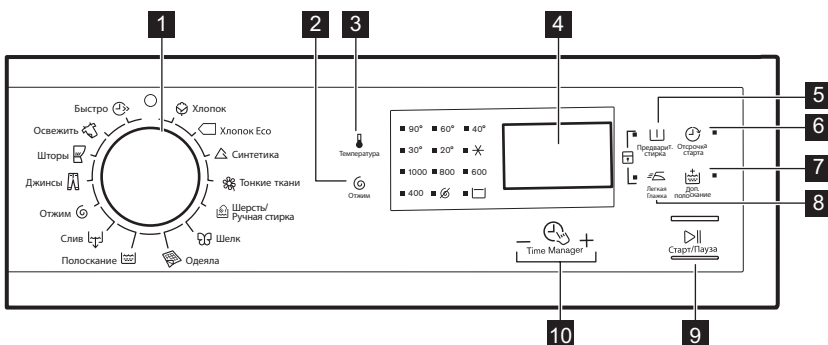 1
2
3
4
5
6
7
8
9
10
Быстро
Освежить
Шторы
Джинсы
Отжим
Слив
Полоскание
Хлопок
Хлопок Eco
Синтетика
Тонкие ткани
Шерсть/
Ручная стирка
Шелк
Одеяла
Температура
Отжим
90° 60° 40°
30° 20°
1000 800 600
400
Time Manager
Предварит.
стирка
Отсрочка
старта
Легкая
Глажка
Доп.
полоскание
Старт/Пауза